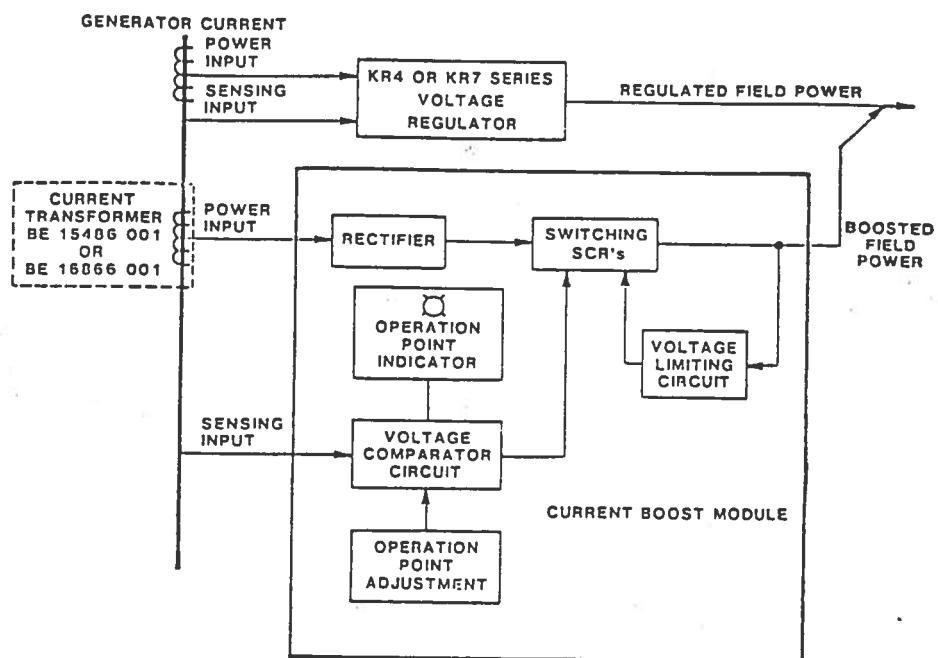 GENERATOR CURRENT
POWER
INPUT
SENSING
INPUT
KR4 OR KR7 SERIES
VOLTAGE
REGULATOR
REGULATED FIELD POWER
CURRENT
TRANSFORMER
BE 15486 001
OR
BE 16866 001
POWER
INPUT
RECTIFIER
SWITCHING
SCR's
BOOSTED
FIELD
POWER
OPERATION
POINT
INDICATOR
VOLTAGE
LIMITING
CIRCUIT
SENSING
INPUT
VOLTAGE
COMPARATOR
CIRCUIT
CURRENT BOOST MODULE
OPERATION
POINT
ADJUSTMENT